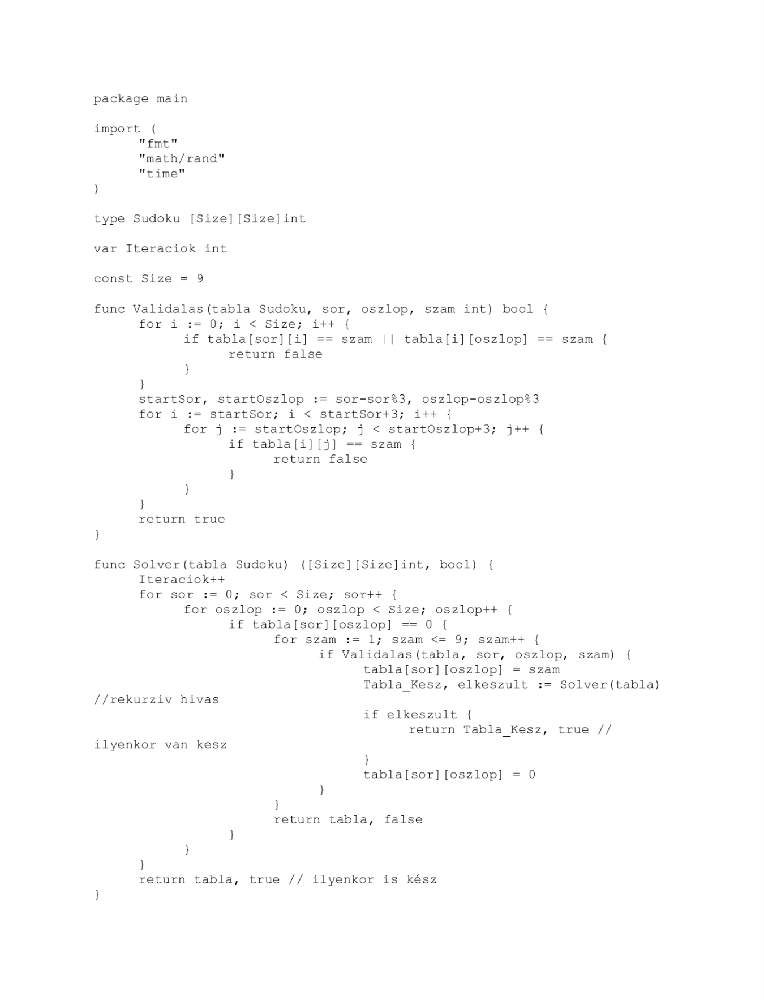 package main
import (
"fmt"
"math/rand"
"time"
)
type Sudoku [Size][Size]int
var Iteraciok int
const Size = 9
func Validalas(tabla Sudoku, sor, oszlop, szam int) bool {
for i := 0; i < Size; i++ {
if tabla[sor][i] == szam || tabla[i][oszlop] == szam {
return false
}
}
startSor, startOszlop := sor-sor%3, oszlop-oszlop%3
for i := startSor; i < startSor+3; i++ {
for j := startOszlop; j < startOszlop+3; j++ {
if tabla[i][j] == szam {
return false
}
}
}
return true
}
func Solver(tabla Sudoku) ([Size][Size]int, bool) {
Iteraciok++
for sor := 0; sor < Size; sor++ {
for oszlop := 0; oszlop < Size; oszlop++ {
if tabla[sor][oszlop] == 0 {
for szam := 1; szam <= 9; szam++ {
if Validalas(tabla, sor, oszlop, szam) {
tabla[sor][oszlop] = szam
Tabla_Kesz, elkeszult := Solver(tabla)
//rekurziv hivas
if elkeszult {
return Tabla_Kesz, true //
ilyenkor van kesz
}
tabla[sor][oszlop] = 0
}
}
return tabla, false
}
}
}
return tabla, true // ilyenkor is kész
}